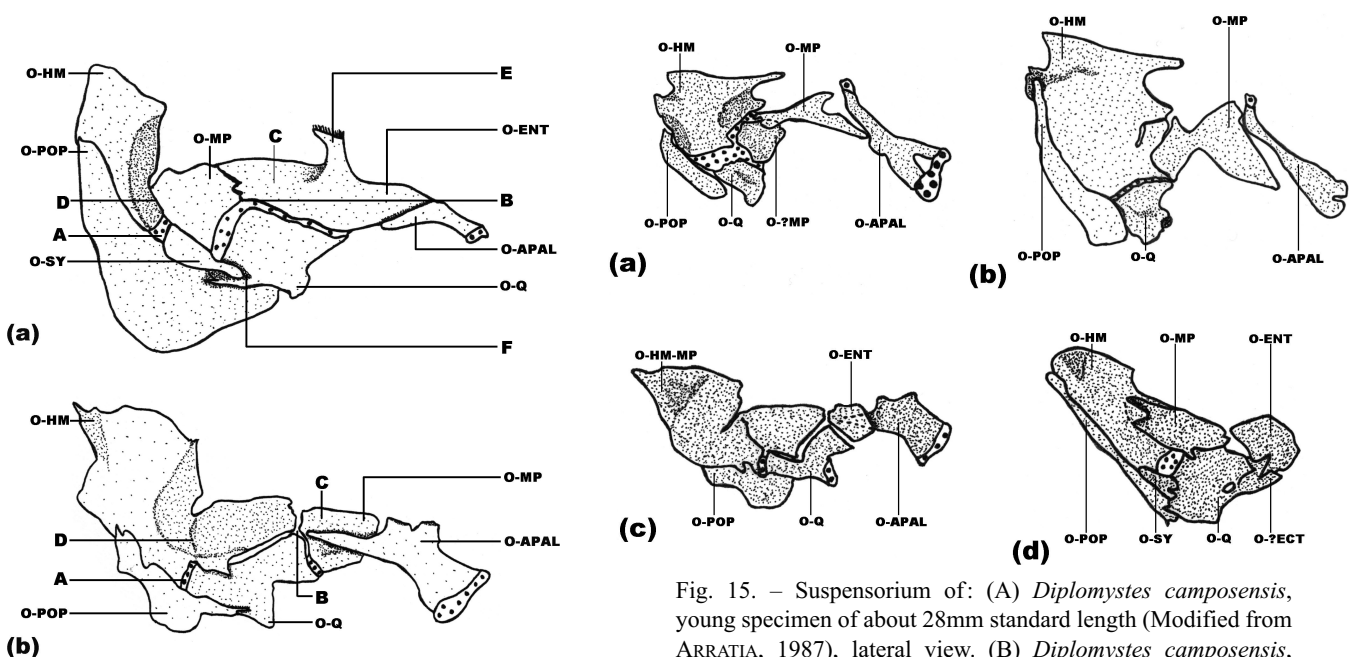 O-HM
O-POP
D
A
O-SY
(a)
O-MP
C
E
O-ENT
B
O-APAL
O-Q
F
O-HM
D
A
O-POP
(b)
C
O-MP
O-APAL
B
O-Q
O-HM
O-MP
O-POP
O-Q
O-?MP
O-APAL
(a)
O-HM
O-MP
O-POP
O-Q
O-APAL
(b)
O-HM-MP
O-ENT
O-POP
O-Q
O-APAL
(c)
O-HM
O-MP
O-ENT
O-POP
O-SY
O-Q
O-?ECT
(d)
Fig. 15. – Suspensorium of: (A) Diplomystes camposensis,
young specimen of about 28mm standard length (Modified from
ARRATIA, 1987), lateral view. (B) Diplomystes camposensis,